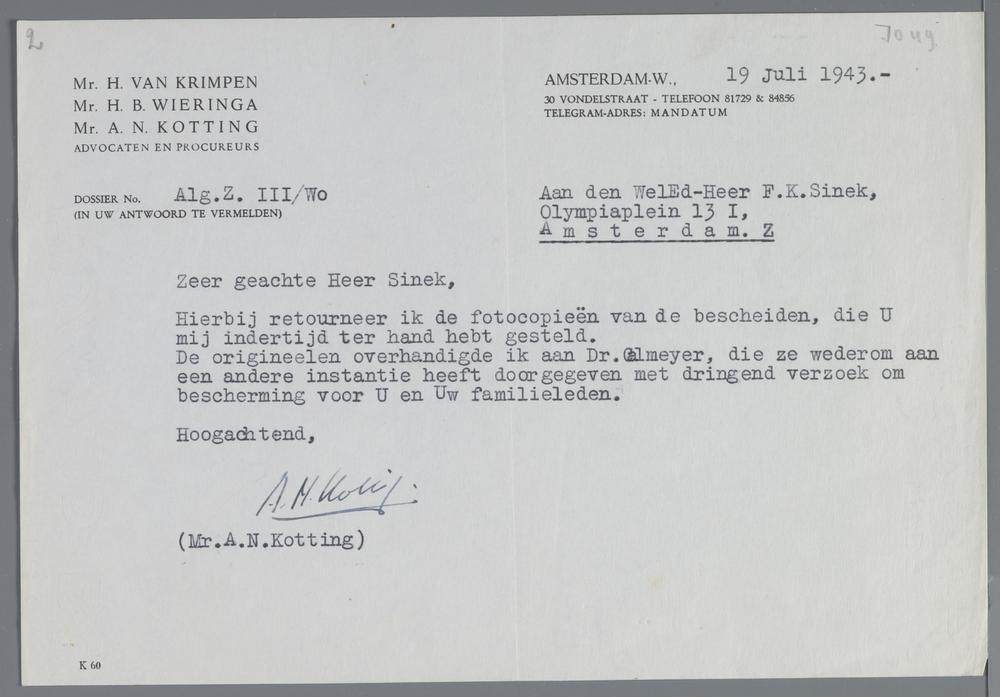 2
Mr. H. VAN KRIMPEN
Mr. H. B. WIERINGA
Mr. A. N. KOTTING
ADVOCATEN EN PROCUREURS
AMSTERDAM-W., 19 Juli 1943.-
30 VONDELSTRAAT - TELEFOON 81729 & 84856
TELEGRAM-ADRES: MANDATUM
DOSSIER No. Alg.Z. III/Wo
(IN UW ANTWOORD TE VERMELDEN)
Aan den WelEd-Heer F.K.Sinek,
Olympiaplein 13 I,
A m s t e r d a m. Z
Zeer geachte Heer Sinek,
Hierbij retourneer ik de fotocopieën van de bescheiden, die U
mij indertijd ter hand hebt gesteld.
De origineelen overhandigde ik aan Dr.Calmeyer, die ze wederom aan
een andere instantie heeft doorgegeven met dringend verzoek om
bescherming voor U en Uw familieleden.
Hoogachtend,
A.N. Kotting.
(Mr.A.N.Kotting)
K 60